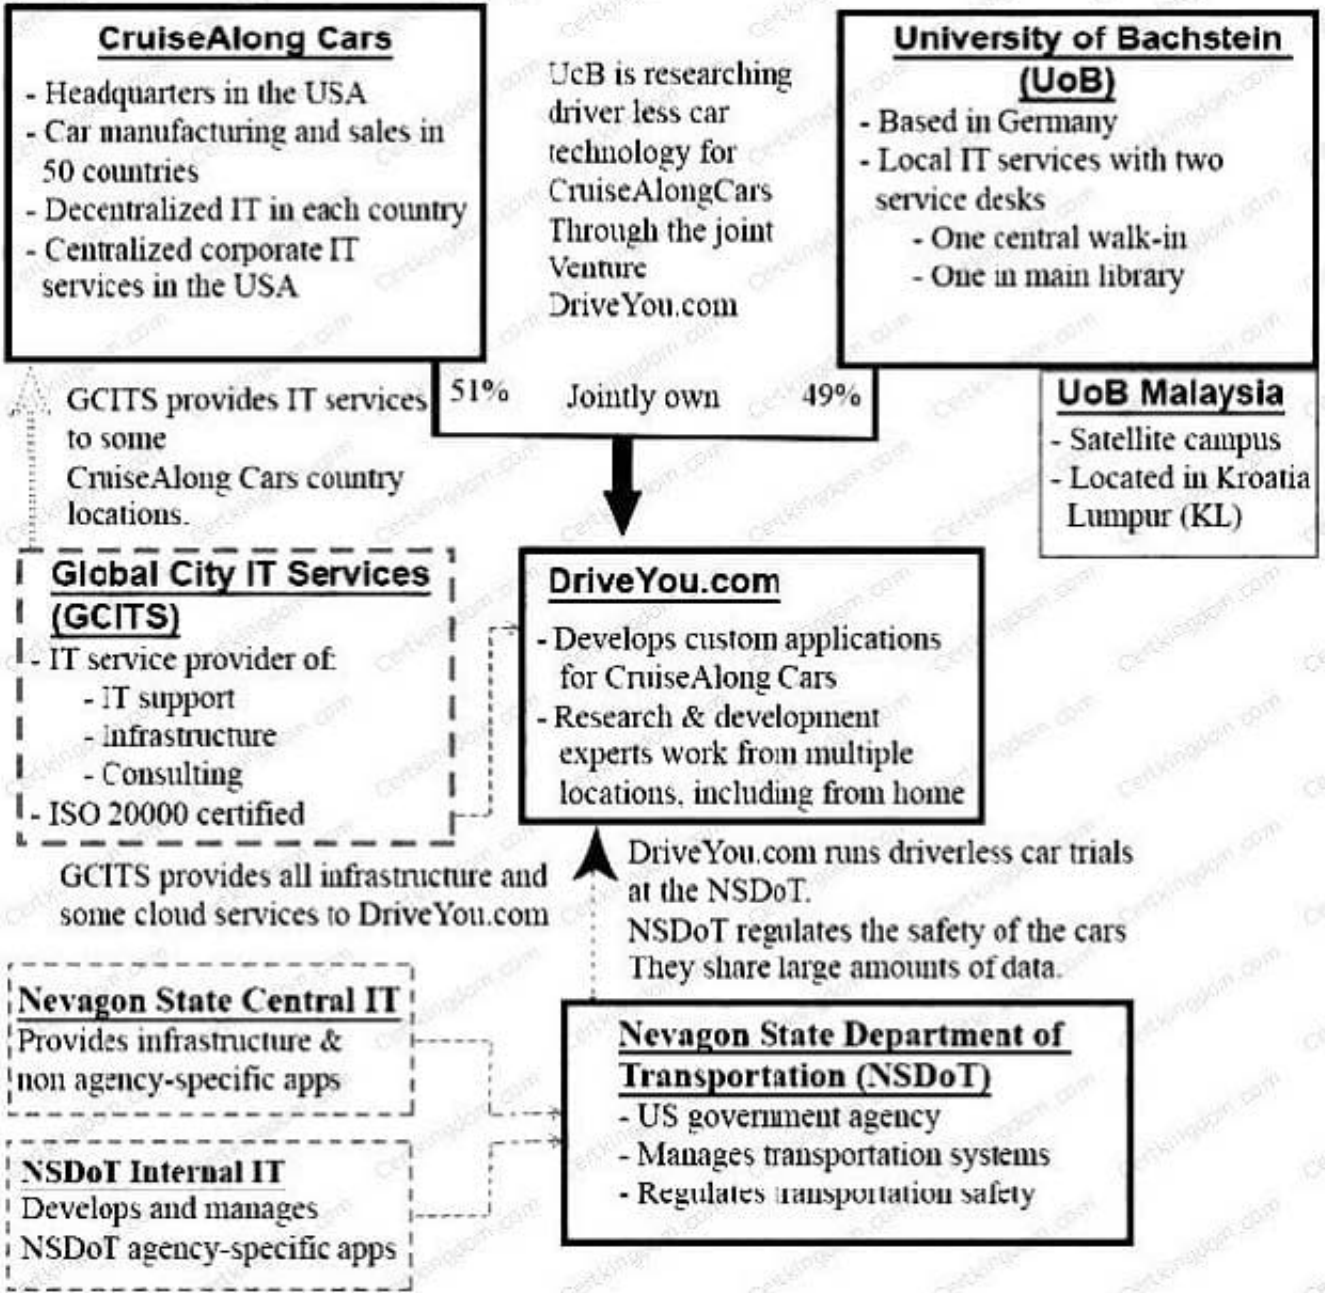 CruiseAlong Cars
- Headquarters in the USA
- Car manufacturing and sales in
50 countries
- Decentralized IT in each country
- Centralized corporate IT
services in the USA
UcB is researching
driver less car
technology for
CruiseAlongCars
Through the joint
Venture
DriveYou.com
University of Bachstein
(UoB)
- Based in Germany
- Local IT services with two
service desks
- One central walk-in
- One in main library
51% Jointly own 49%
UoB Malaysia
- Satellite campus
- Located in Kroatia
Lumpur (KL)
GCITS provides IT services
to some
CruiseAlong Cars country
locations.
Global City IT Services
(GCITS)
- IT service provider of:
- IT support
- Infrastructure
- Consulting
- ISO 20000 certified
DriveYou.com
- Develops custom applications
for CruiseAlong Cars
- Research & development
experts work from multiple
locations, including from home
GCITS provides all infrastructure and
some cloud services to DriveYou.com
DriveYou.com runs driverless car trials
at the NSDoT.
NSDoT regulates the safety of the cars
They share large amounts of data.
Nevagon State Central IT
Provides infrastructure &
non agency-specific apps
NSDoT Internal IT
Develops and manages
NSDoT agency-specific apps
Nevagon State Department of
Transportation (NSDoT)
- US government agency
- Manages transportation systems
- Regulates transportation safety
Certkingdom.com